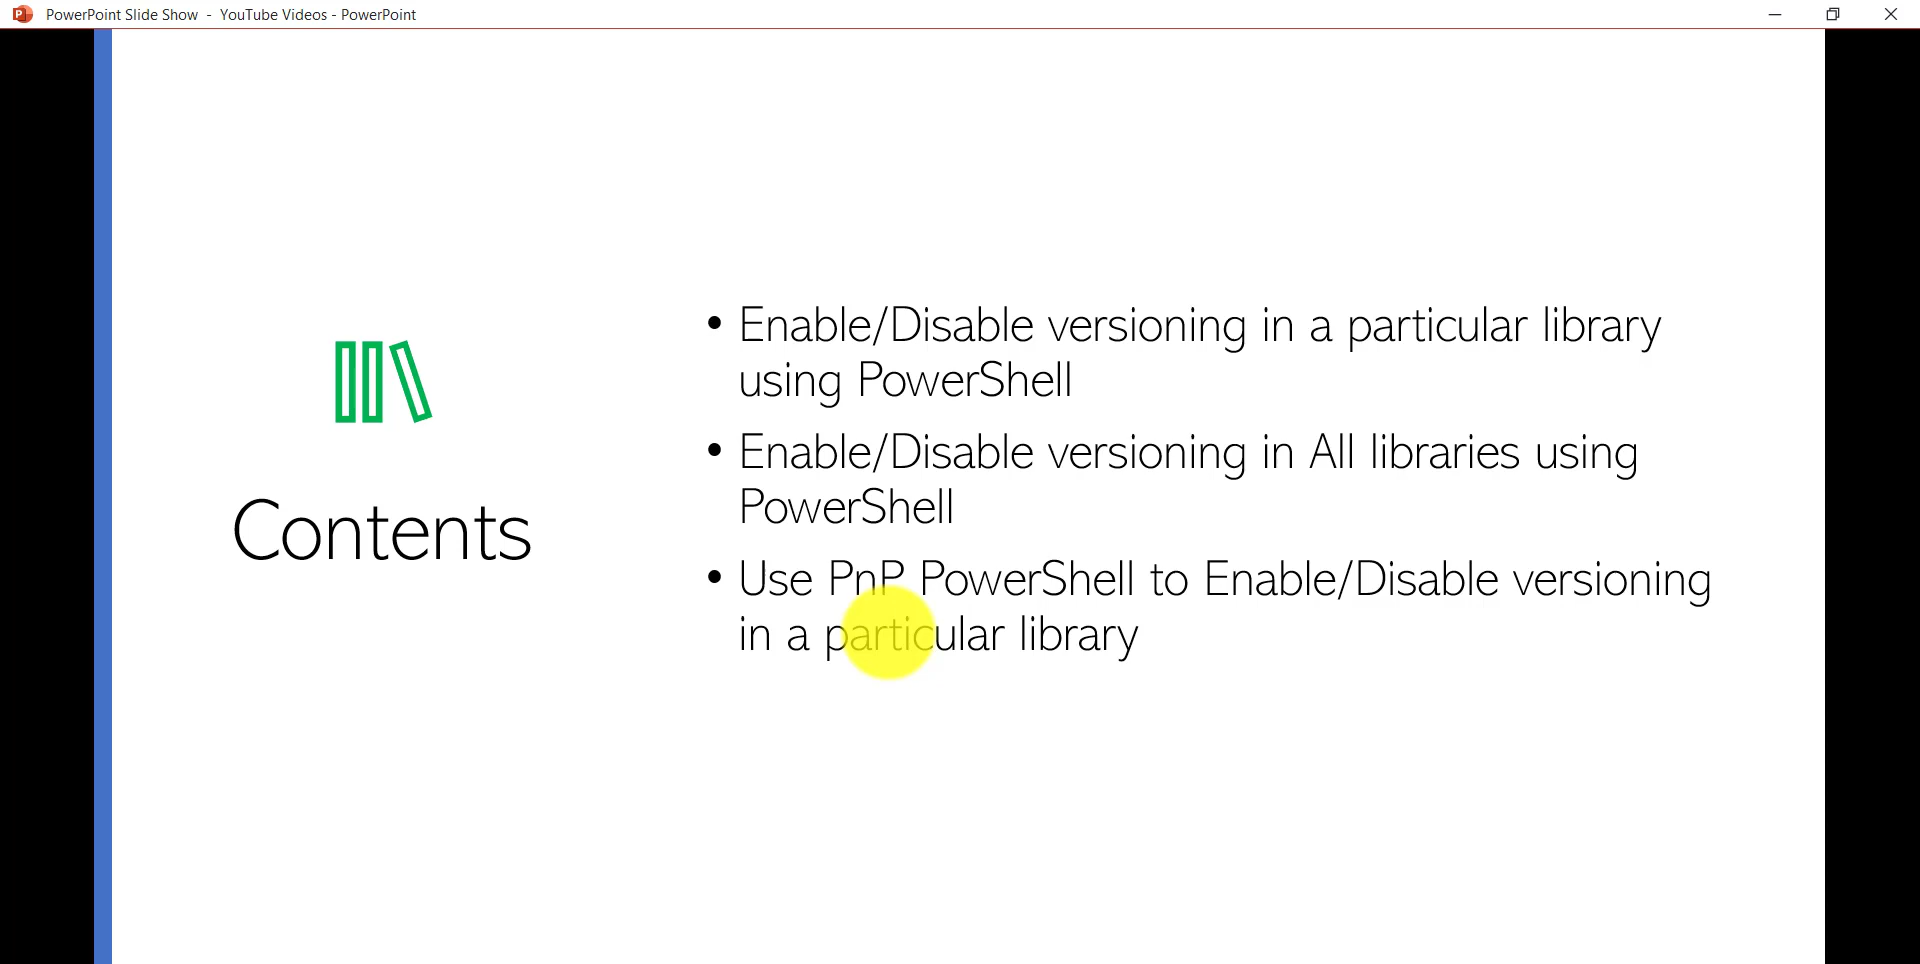 PowerPoint Slide Show - YouTube Videos - PowerPoint
Contents
• Enable/Disable versioning in a particular library
using PowerShell
• Enable/Disable versioning in All libraries using
PowerShell
• Use PnP PowerShell to Enable/Disable versioning
in a particular library